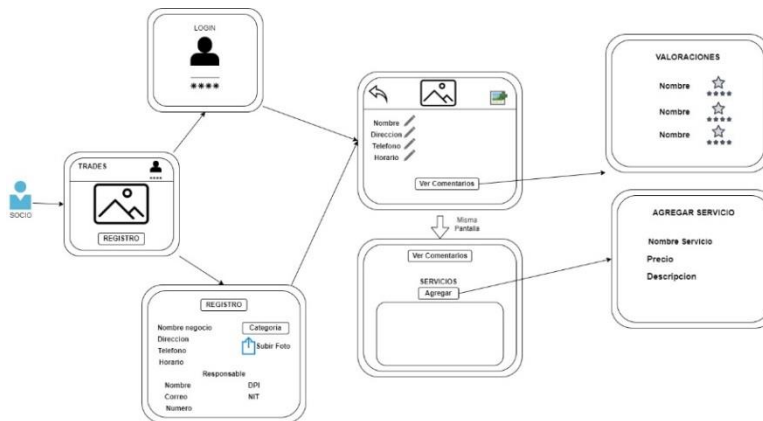 LOGIN
****
TRADES
****
REGISTRO
SOCIO
REGISTRO
Nombre negocio
Categoria
Direccion
Telefono
Subir Foto
Horario
Responsable
Nombre
DPI
Correo
NIT
Numero
Nombre
Direccion
Telefono
Horario
Ver Comentarios
Misma
Pantalla
Ver Comentarios
SERVICIOS
Agregar
VALORACIONES
Nombre
Nombre
Nombre
AGREGAR SERVICIO
Nombre Servicio
Precio
Descripcion